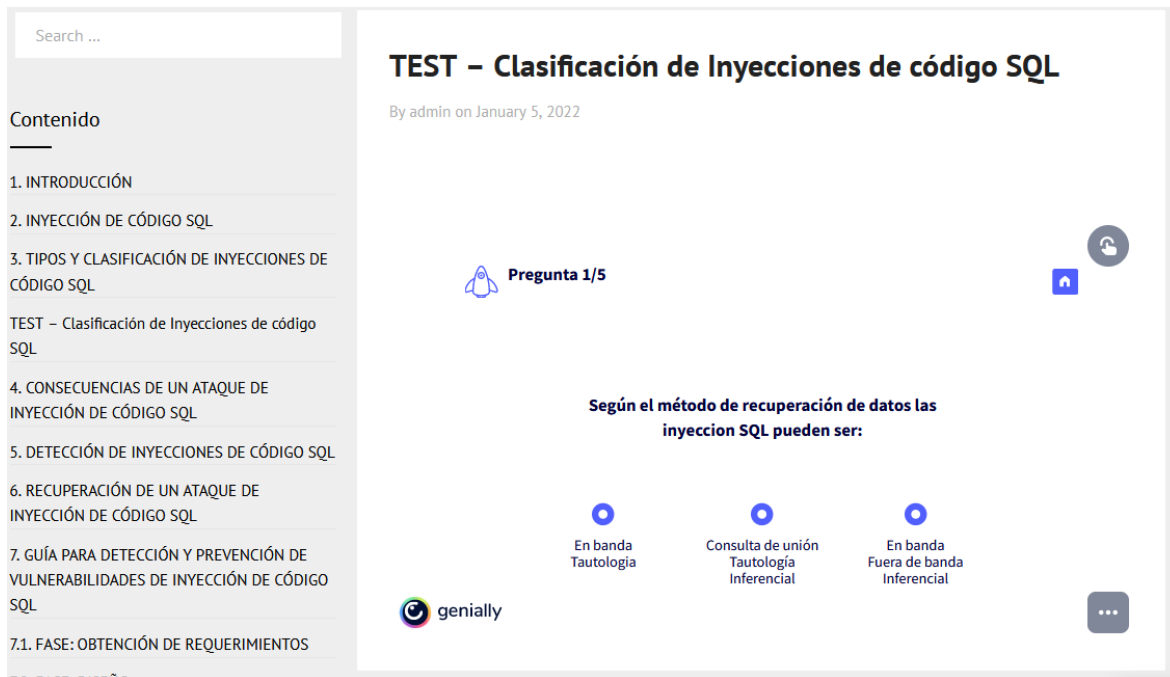 Search ...
Contenido
1. INTRODUCCIÓN
2. INYECCIÓN DE CÓDIGO SQL
3. TIPOS Y CLASIFICACIÓN DE INYECCIONES DE
CÓDIGO SQL
TEST – Clasificación de Inyecciones de código
SQL
4. CONSECUENCIAS DE UN ATAQUE DE
INYECCIÓN DE CÓDIGO SQL
5. DETECCIÓN DE INYECCIONES DE CÓDIGO SQL
6. RECUPERACIÓN DE UN ATAQUE DE
INYECCIÓN DE CÓDIGO SQL
7. GUÍA PARA DETECCIÓN Y PREVENCIÓN DE
VULNERABILIDADES DE INYECCIÓN DE CÓDIGO
SQL
7.1. FASE: OBTENCIÓN DE REQUERIMIENTOS
TEST – Clasificación de Inyecciones de código SQL
By admin on January 5, 2022
Pregunta 1/5
Según el método de recuperación de datos las
inyeccion SQL pueden ser:
En banda
Tautologia
Consulta de unión
Tautología
Inferencial
En banda
Fuera de banda
Inferencial
genially